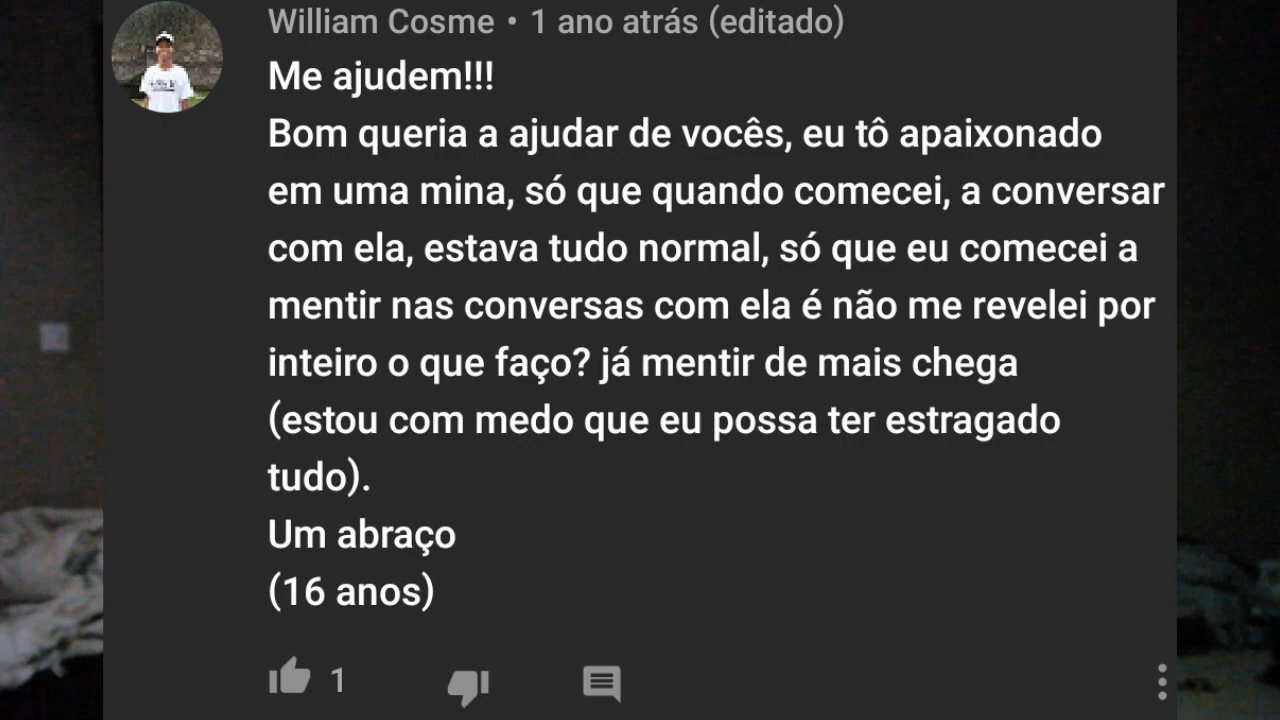 William Cosme • 1 ano atrás (editado)
Me ajudem!!!
Bom queria a ajudar de vocês, eu tô apaixonado
em uma mina, só que quando comecei, a conversar
com ela, estava tudo normal, só que eu comecei a
mentir nas conversas com ela é não me revelei por
inteiro o que faço? já mentir de mais chega
(estou com medo que eu possa ter estragado
tudo).
Um abraço
(16 anos)
1